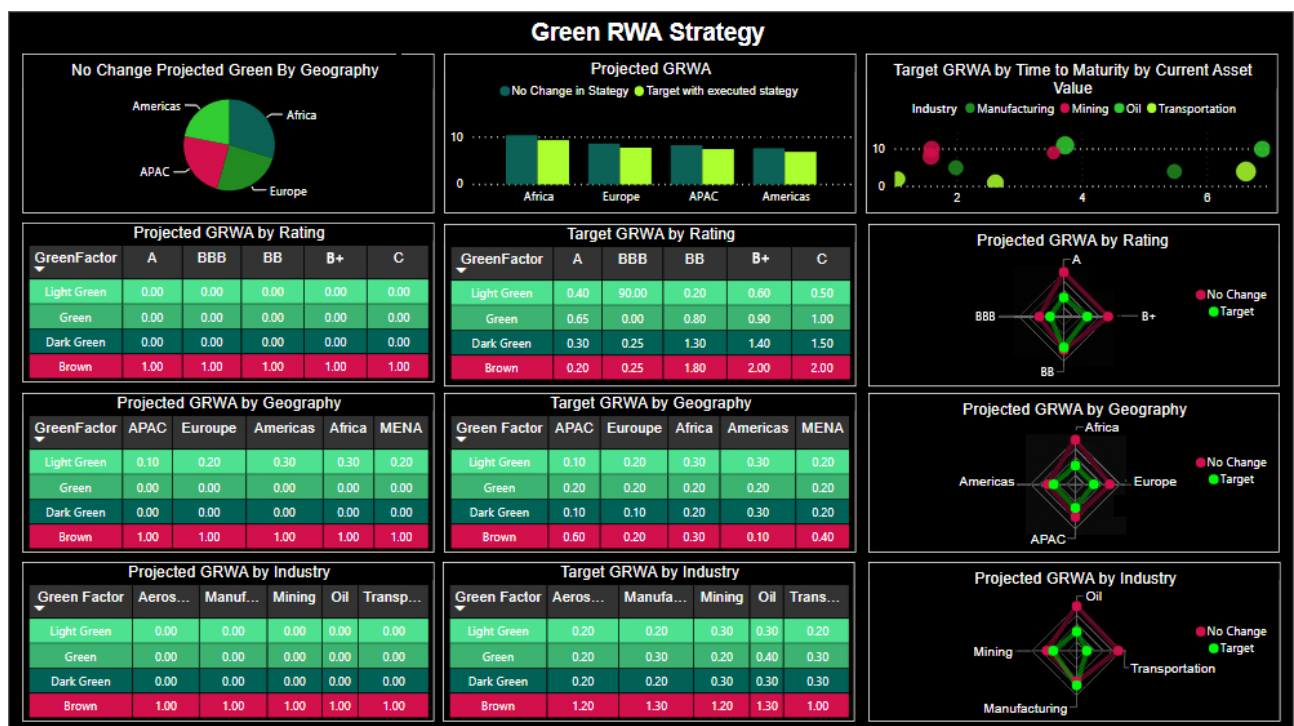 Green RWA Strategy
No Change Projected Green By Geography
Americas
Africa
APAC
Europe
Projected GRWA
No Change in Stategy Target with executed stategy
10
0
Africa Europe APAC Americas
Target GRWA by Time to Maturity by Current Asset
Value
Industry Manufacturing Mining Oil Transportation
10
0
2 4 6
Projected GRWA by Rating
GreenFactor A BBB BB B+ C
Light Green 0.00 0.00 0.00 0.00 0.00
Green 0.00 0.00 0.00 0.00 0.00
Dark Green 0.00 0.00 0.00 0.00 0.00
Brown 1.00 1.00 1.00 1.00 1.00
Target GRWA by Rating
GreenFactor A BBB BB B+ C
Light Green 0.40 90.00 0.20 0.60 0.50
Green 0.65 0.00 0.80 0.90 1.00
Dark Green 0.30 0.25 1.30 1.40 1.50
Brown 0.20 0.25 1.80 2.00 2.00
Projected GRWA by Rating
A
BBB
B+
BB
No Change
Target
Projected GRWA by Geography
GreenFactor APAC Euroupe Americas Africa MENA
Light Green 0.10 0.20 0.30 0.30 0.20
Green 0.00 0.00 0.00 0.00 0.00
Dark Green 0.00 0.00 0.00 0.00 0.00
Brown 1.00 1.00 1.00 1.00 1.00
Target GRWA by Geography
Green Factor APAC Euroupe Africa Americas MENA
Light Green 0.10 0.20 0.30 0.30 0.20
Green 0.20 0.20 0.20 0.20 0.20
Dark Green 0.10 0.10 0.20 0.30 0.20
Brown 0.60 0.20 0.30 0.10 0.40
Projected GRWA by Geography
Africa
Americas
Europe
APAC
No Change
Target
Projected GRWA by Industry
Green Factor Aeros... Manuf... Mining Oil Transp...
Light Green 0.00 0.00 0.00 0.00 0.00
Green 0.00 0.00 0.00 0.00 0.00
Dark Green 0.00 0.00 0.00 0.00 0.00
Brown 1.00 1.00 1.00 1.00 1.00
Target GRWA by Industry
Green Factor Aeros... Manufa... Mining Oil Trans...
Light Green 0.20 0.20 0.30 0.30 0.20
Green 0.20 0.30 0.20 0.40 0.30
Dark Green 0.20 0.20 0.30 0.30 0.30
Brown 1.20 1.30 1.20 1.30 1.00
Projected GRWA by Industry
Oil
Mining
Transportation
Manufacturing
No Change
Target